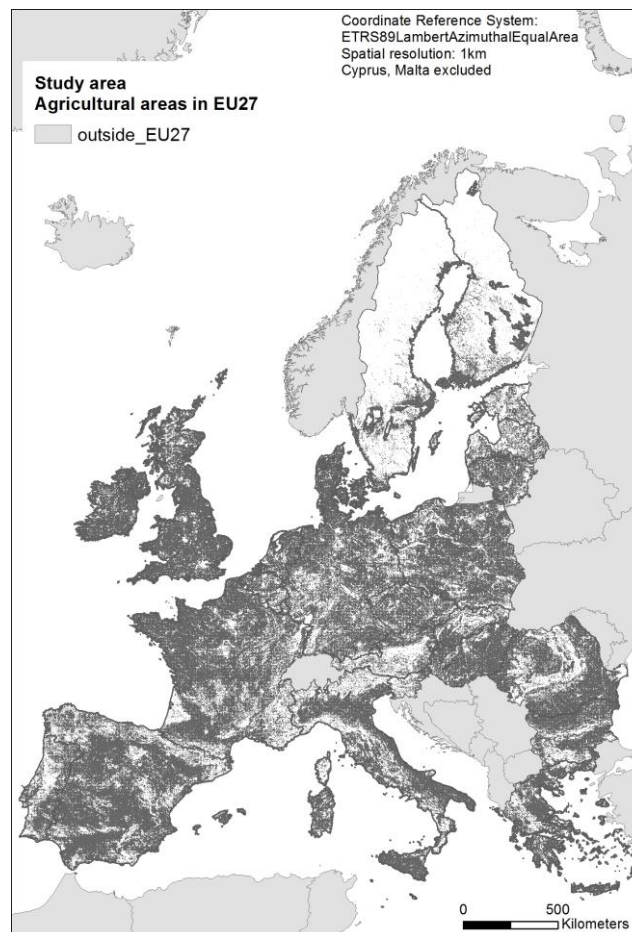 Coordinate Reference System:
ETRS89LambertAzimuthalEqualArea
Spatial resolution: 1km
Cyprus, Malta excluded
Study area
Agricultural areas in EU27
outside_EU27
0 500
Kilometers